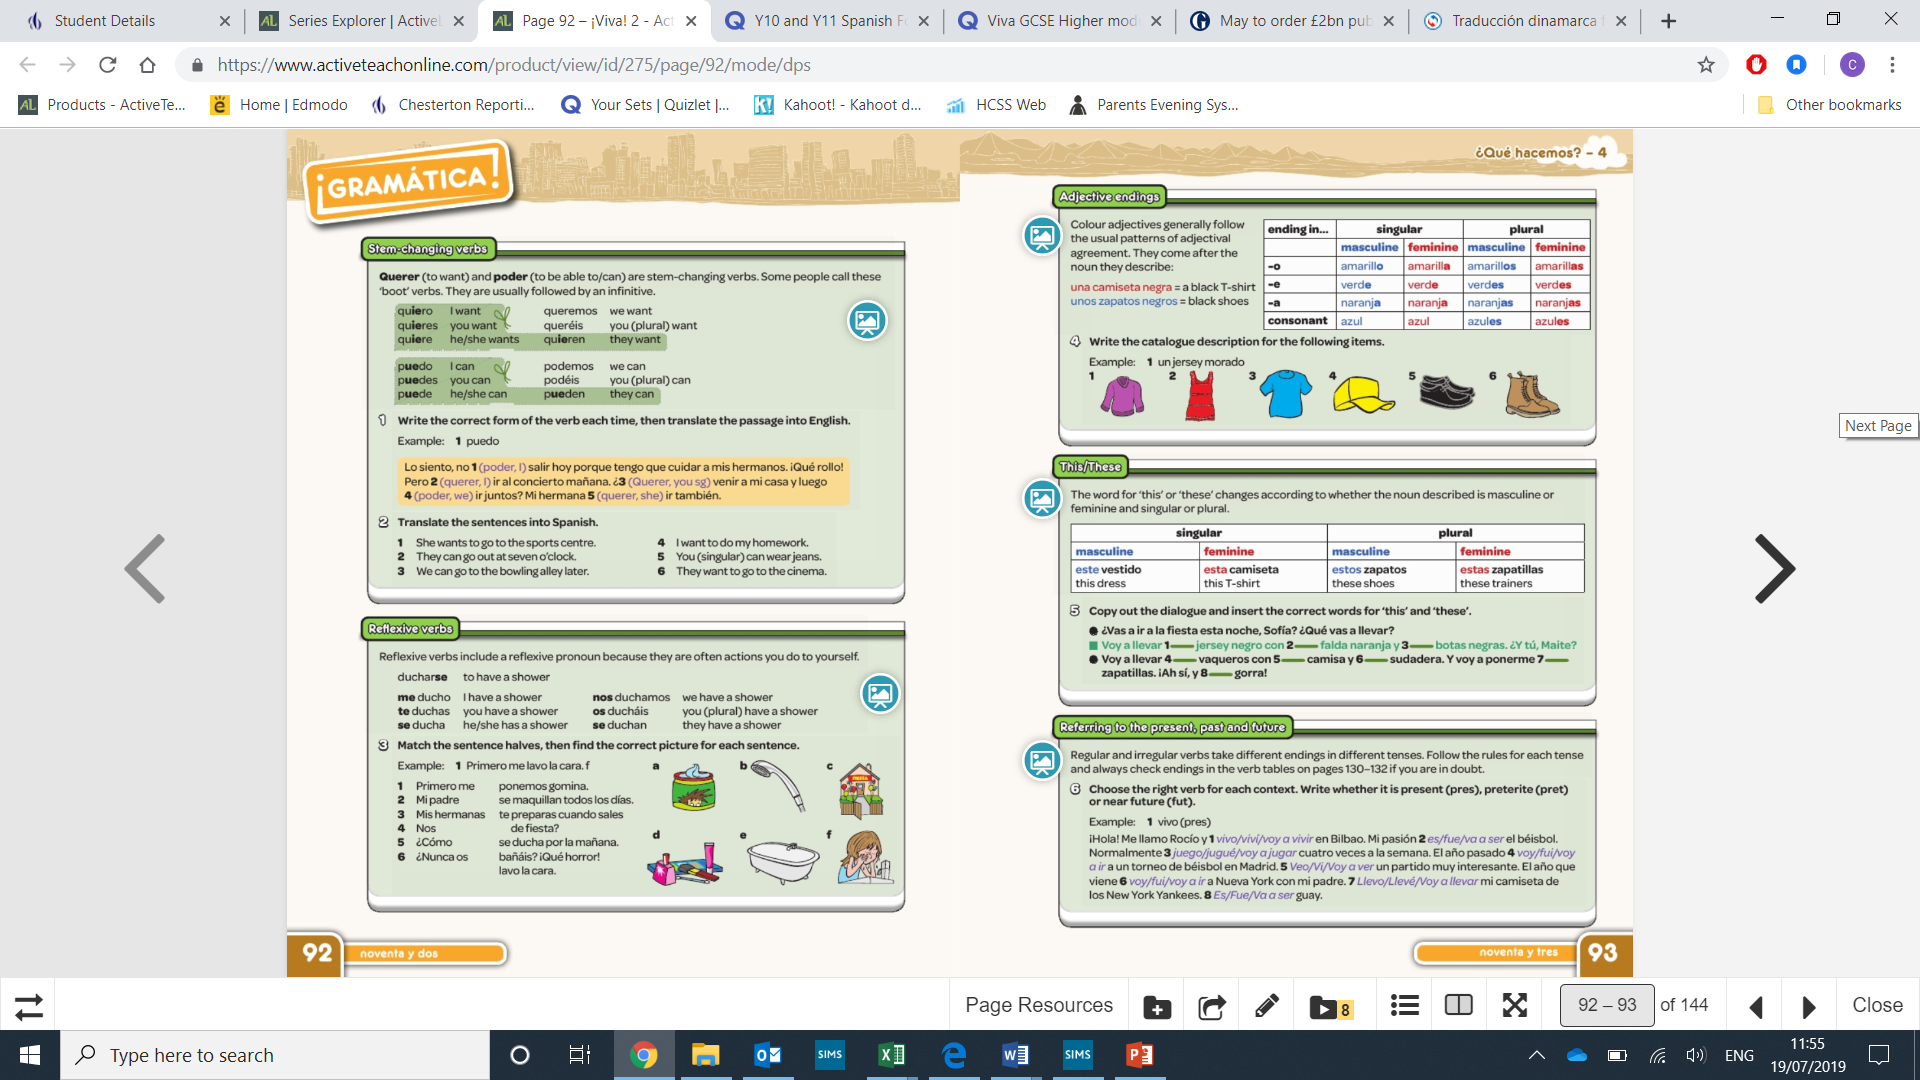 Student Details
Series Explorer | ActiveL
Page 92 – ¡Viva! 2 - Act
Y10 and Y11 Spanish F
Viva GCSE Higher mod
May to order £2bn pub
Traducción dinamarca
https://www.activeteachonline.com/product/view/id/275/page/92/mode/dps
C
Products - ActiveTe...
Home | Edmodo
Chesterton Reporti...
Your Sets | Quizlet |...
Kahoot! - Kahoot d...
HCSS Web
Parents Evening Sys...
Other bookmarks
¡GRAMÁTICA!
Stem-changing verbs
Querer (to want) and poder (to be able to/can) are stem-changing verbs. Some people call these
'boot' verbs. They are usually followed by an infinitive.
quiero I want queremos we want
quieres you want queréis you (plural) want
quiere he/she wants quieren they want
puedo I can podemos we can
puedes you can podéis you (plural) can
puede he/she can pueden they can
1 Write the correct form of the verb each time, then translate the passage into English.
Example: 1 puedo
Lo siento, no 1 (poder, I) salir hoy porque tengo que cuidar a mis hermanos. ¡Qué rollo!
Pero 2 (querer, I) ir al concierto mañana. ¿3 (Querer, you sg) venir a mi casa y luego
4 (poder, we) ir juntos? Mi hermana 5 (querer, she) ir también.
2 Translate the sentences into Spanish.
1 She wants to go to the sports centre.
2 They can go out at seven o'clock.
3 We can go to the bowling alley later.
4 I want to do my homework.
5 You (singular) can wear jeans.
6 They want to go to the cinema.
Reflexive verbs
Reflexive verbs include a reflexive pronoun because they are often actions you do to yourself.
ducharse to have a shower
me ducho I have a shower nos duchamos we have a shower
te duchas you have a shower os ducháis you (plural) have a shower
se ducha he/she has a shower se duchan they have a shower
3 Match the sentence halves, then find the correct picture for each sentence.
Example: 1 Primero me lavo la cara. f
1 Primero me ponemos gomina.
2 Mi padre se maquillan todos los días.
3 Mis hermanas te preparas cuando sales
4 Nos de fiesta?
5 ¿Cómo se ducha por la mañana.
6 ¿Nunca os bañáis? ¡Qué horror!
lavo la cara.
a b c
d e f
92 noventa y dos
¿Qué hacemos? – 4
Adjective endings
Colour adjectives generally follow
the usual patterns of adjectival
agreement. They come after the
noun they describe:
una camiseta negra = a black T-shirt
unos zapatos negros = black shoes
ending in... singular plural
masculine feminine masculine feminine
-o amarillo amarilla amarillos amarillas
-e verde verde verdes verdes
-a naranja naranja naranjas naranjas
consonant azul azul azules azules
4 Write the catalogue description for the following items.
Example: 1 un jersey morado
1 2 3 4 5 6
This/These
The word for 'this' or 'these' changes according to whether the noun described is masculine or
feminine and singular or plural.
singular plural
masculine feminine masculine feminine
este vestido esta camiseta estos zapatos estas zapatillas
this dress this T-shirt these shoes these trainers
5 Copy out the dialogue and insert the correct words for 'this' and 'these'.
¿Vas a ir a la fiesta esta noche, Sofía? ¿Qué vas a llevar?
Voy a llevar 1 jersey negro con 2 falda naranja y 3 botas negras. ¿Y tú, Maite?
Voy a llevar 4 vaqueros con 5 camisa y 6 sudadera. Y voy a ponerme 7
zapatillas. ¡Ah sí, y 8 gorra!
Referring to the present, past and future
Regular and irregular verbs take different endings in different tenses. Follow the rules for each tense
and always check endings in the verb tables on pages 130–132 if you are in doubt.
6 Choose the right verb for each context. Write whether it is present (pres), preterite (pret)
or near future (fut).
Example: 1 vivo (pres)
¡Hola! Me llamo Rocío y 1 vivo/viví/voy a vivir en Bilbao. Mi pasión 2 es/fue/va a ser el béisbol.
Normalmente 3 juego/jugué/voy a jugar cuatro veces a la semana. El año pasado 4 voy/fui/voy
a ir a un torneo de béisbol en Madrid. 5 Veo/Vi/Voy a ver un partido muy interesante. El año que
viene 6 voy/fui/voy a ir a Nueva York con mi padre. 7 Llevo/Llevé/Voy a llevar mi camiseta de
los New York Yankees. 8 Es/Fue/Va a ser guay.
noventa y tres 93
Next Page
Page Resources
8
92 – 93 of 144
Close
Type here to search
SIMS
SIMS
ENG
11:55
19/07/2019